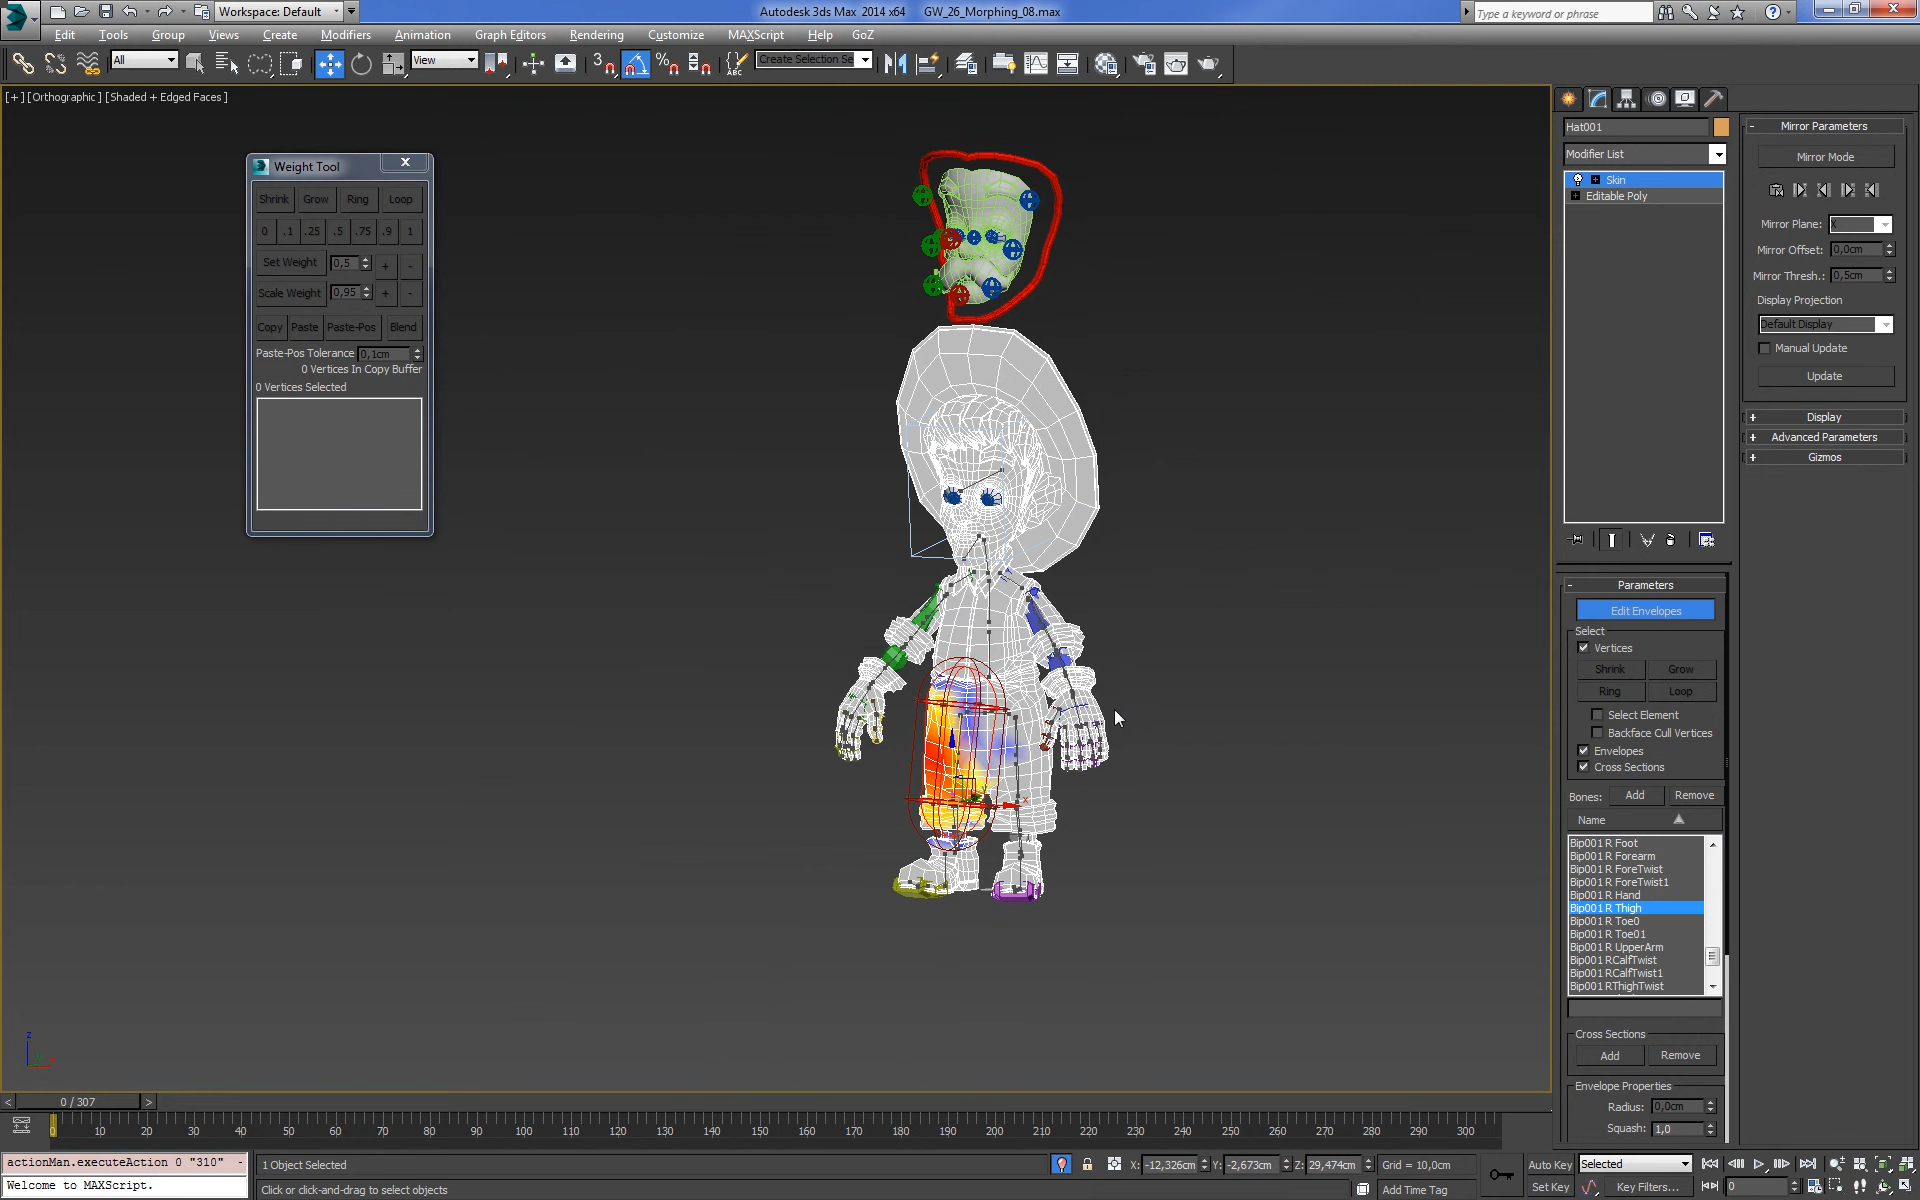 Workspace: Default
Autodesk 3ds Max 2014 x64 GW_26_Morphing_08.max
Type a keyword or phrase
Edit Tools Group Views Create Modifiers Animation Graph Editors Rendering Customize MAXScript Help GoZ
All View 3 % ABC Create Selection Se
[+] [Orthographic] [Shaded + Edged Faces]
Weight Tool
Shrink Grow Ring Loop
0 .1 .25 .5 .75 .9 1
Set Weight 0,5 + -
Scale Weight 0,95 + -
Copy Paste Paste-Pos Blend
Paste-Pos Tolerance 0,1cm
0 Vertices In Copy Buffer
0 Vertices Selected
x
z
Hat001
Modifier List
Skin
Editable Poly
- Parameters
Edit Envelopes
Select
Vertices
Shrink Grow
Ring Loop
Select Element
Backface Cull Vertices
Envelopes
Cross Sections
Bones: Add Remove
Name
Bip001 R Foot
Bip001 R Forearm
Bip001 R ForeTwist
Bip001 R ForeTwist1
Bip001 R Hand
Bip001 R Thigh
Bip001 R Toe0
Bip001 R Toe01
Bip001 R UpperArm
Bip001 RCalfTwist
Bip001 RCalfTwist1
Bip001 RThighTwist
Cross Sections
Add Remove
Envelope Properties
Radius: 0,0cm
Squash: 1,0
- Mirror Parameters
Mirror Mode
Mirror Plane: X
Mirror Offset: 0,0cm
Mirror Thresh.: 0,5cm
Display Projection
Default Display
Manual Update
Update
+ Display
+ Advanced Parameters
+ Gizmos
< 0 / 307 >
0 10 20 30 40 50 60 70 80 90 100 110 120 130 140 150 160 170 180 190 200 210 220 230 240 250 260 270 280 290 300
actionMan.executeAction 0 "310" -
Welcome to MAXScript.
1 Object Selected
Click or click-and-drag to select objects
X: -12,326cm Y: -2,673cm Z: 29,474cm Grid = 10,0cm
Add Time Tag
Auto Key Selected
Set Key Key Filters... 0